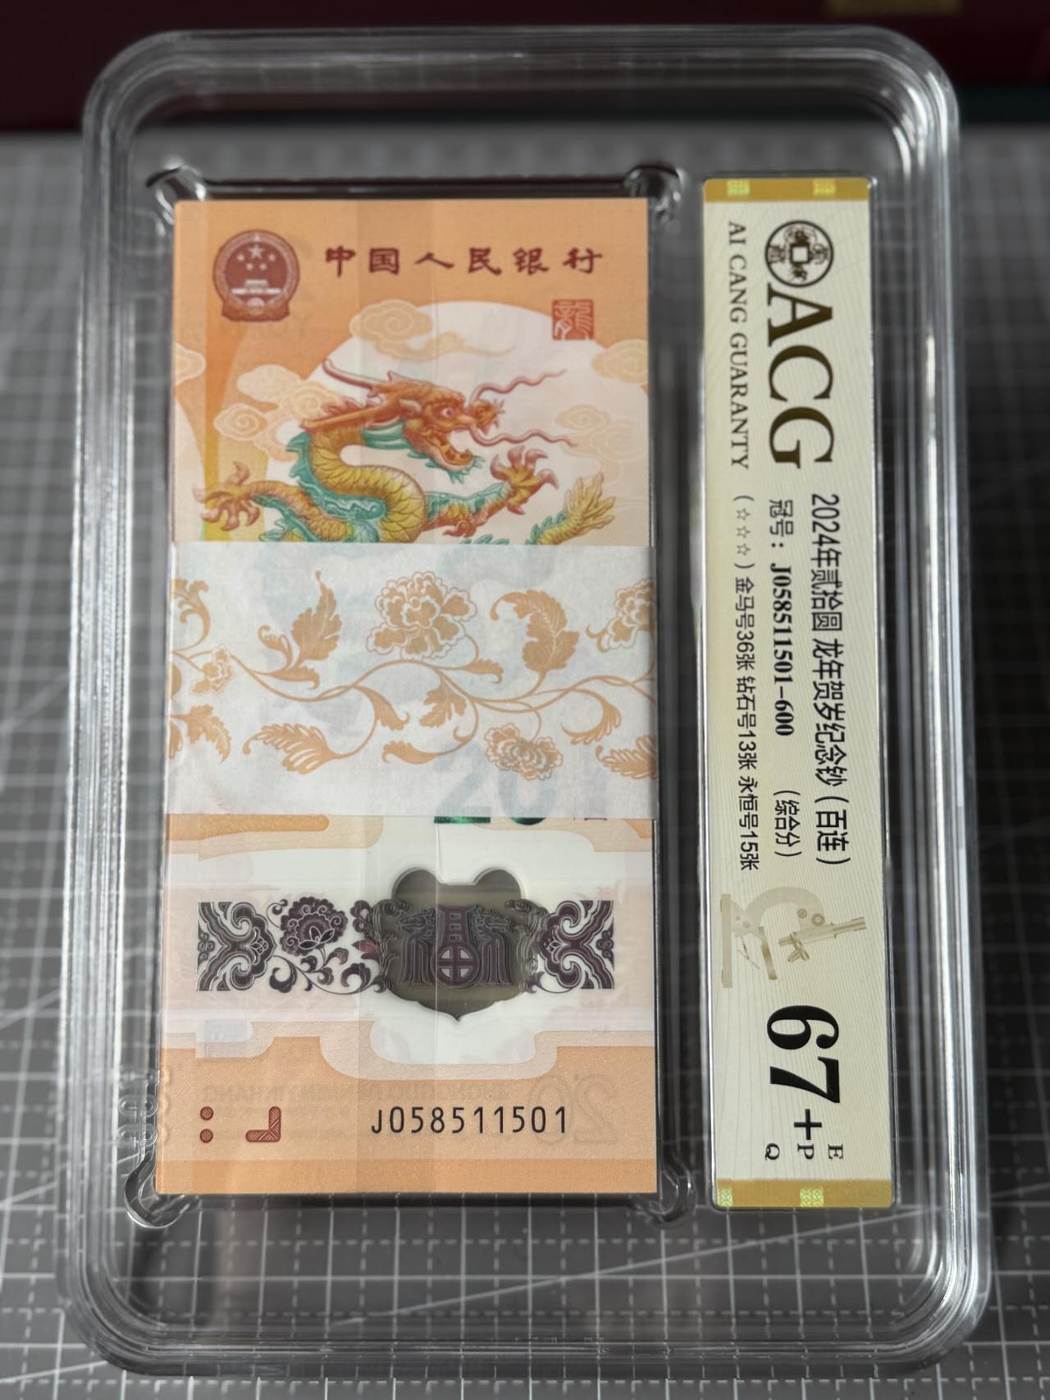 中国人民银行
龍
20
J058511501
ACG
AI CANG GUARANTY
2024年贰拾圆 龙年贺岁纪念钞（百连）
冠号：J058511501-600 （综合分）
（☆☆☆）金马号36张 钻石号13张 永恒号15张
67+
E
P
Q